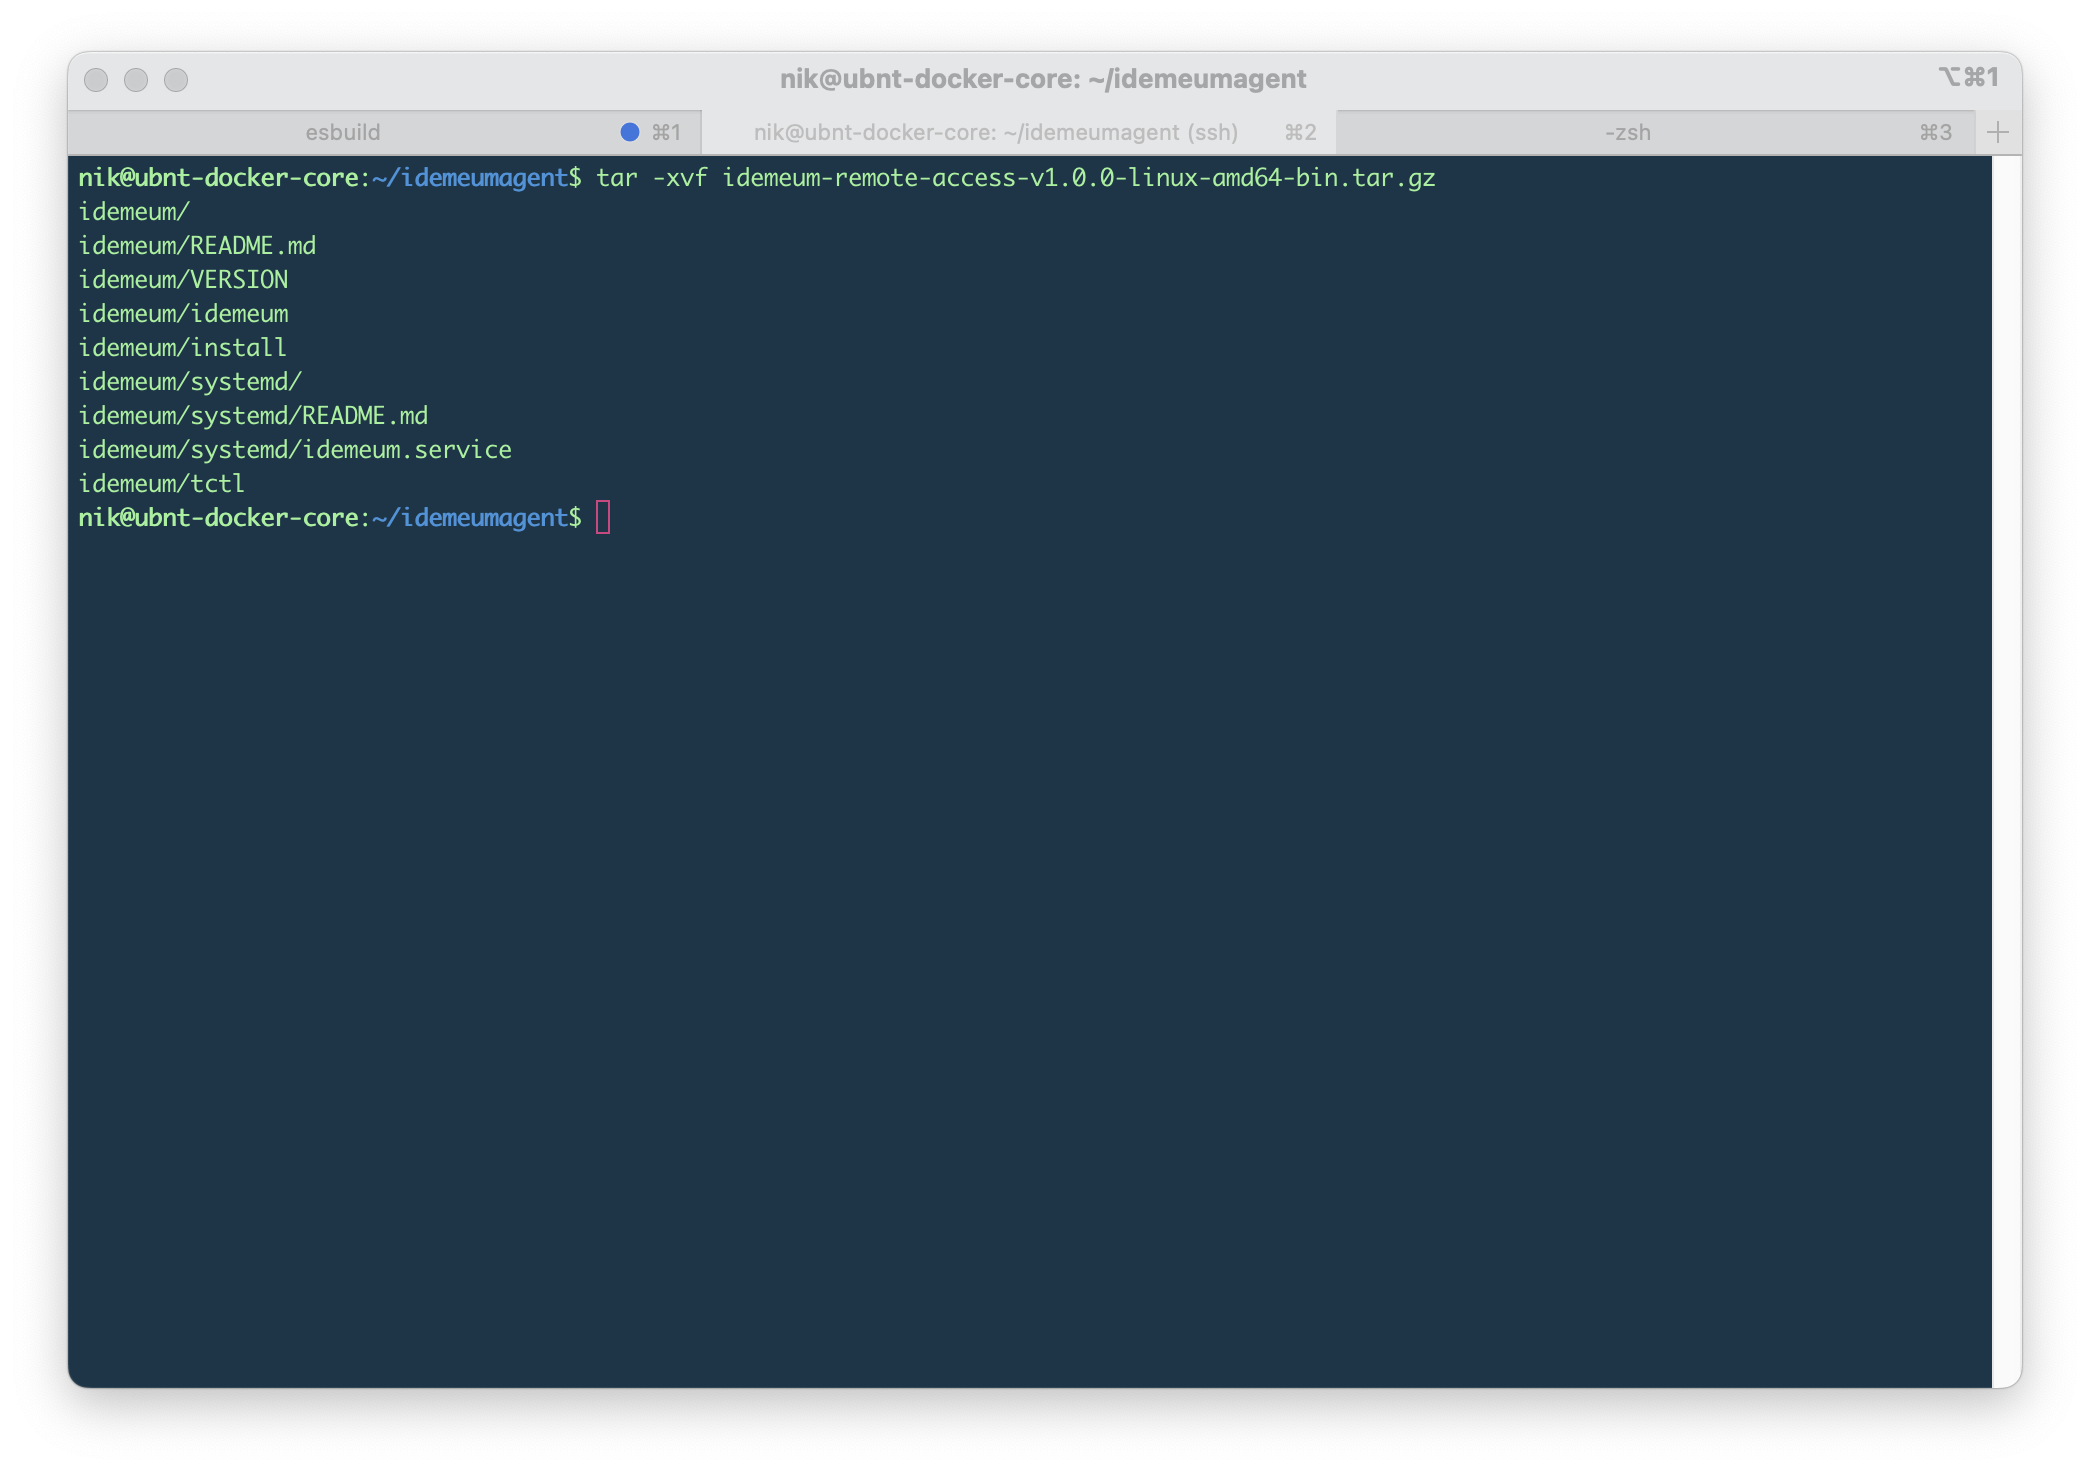 nik@ubnt-docker-core: ~/idemeumagent
⌥⌘1
esbuild ⌘1
nik@ubnt-docker-core: ~/idemeumagent (ssh) ⌘2
-zsh ⌘3
nik@ubnt-docker-core:~/idemeumagent$ tar -xvf idemeum-remote-access-v1.0.0-linux-amd64-bin.tar.gz
idemeum/
idemeum/README.md
idemeum/VERSION
idemeum/idemeum
idemeum/install
idemeum/systemd/
idemeum/systemd/README.md
idemeum/systemd/idemeum.service
idemeum/tctl
nik@ubnt-docker-core:~/idemeumagent$